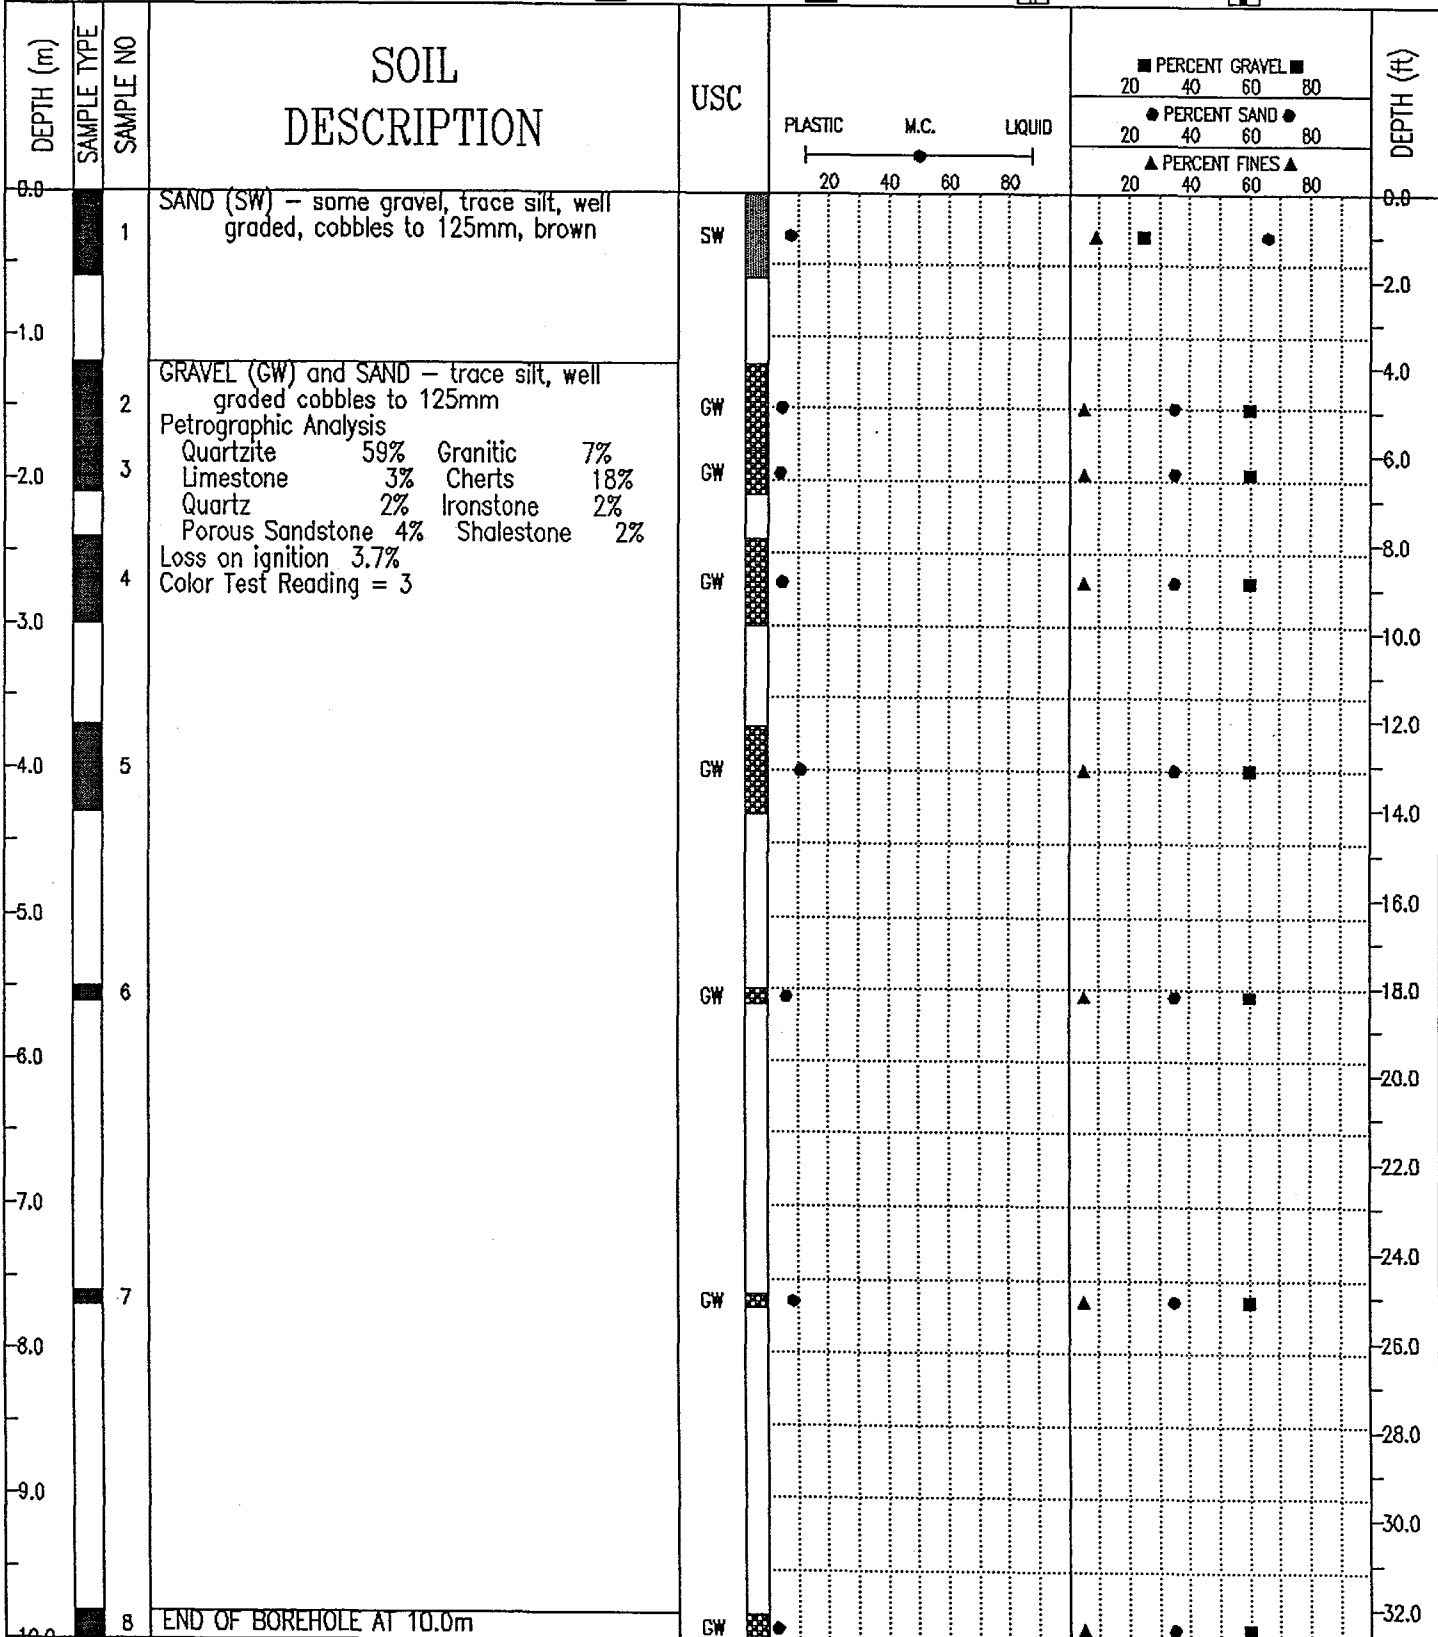 DEPTH (m)
SAMPLE TYPE
SAMPLE NO
SOIL
DESCRIPTION
USC
PLASTIC M.C. LIQUID
20 40 60 80
■ PERCENT GRAVEL ■
20 40 60 80
● PERCENT SAND ●
20 40 60 80
▲ PERCENT FINES ▲
20 40 60 80
DEPTH (ft)
0.0
SAND (SW) – some gravel, trace silt, well
graded, cobbles to 125mm, brown
1
SW
0.0
2.0
1.0
GRAVEL (GW) and SAND – trace silt, well
graded cobbles to 125mm
2
GW
4.0
Petrographic Analysis
Quartzite 59% Granitic 7%
3
GW
6.0
2.0
Limestone 3% Cherts 18%
Quartz 2% Ironstone 2%
Porous Sandstone 4% Shalestone 2%
Loss on ignition 3.7%
8.0
Color Test Reading = 3
4
GW
3.0
10.0
12.0
4.0
5
GW
14.0
5.0
16.0
6
GW
18.0
6.0
20.0
22.0
7.0
24.0
7
GW
8.0
26.0
28.0
9.0
30.0
32.0
8
END OF BOREHOLE AT 10.0m
GW
10.0